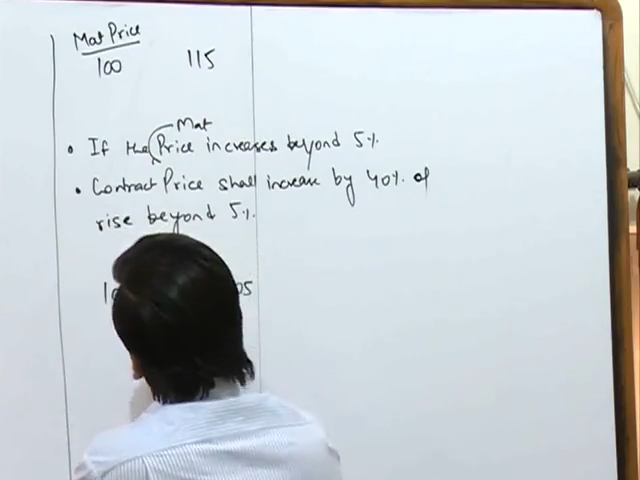 Mat Price
100 115
Mat
• If the Price increases beyond 5%
• Contract Price shall increase by 40% of
rise beyond 5%.